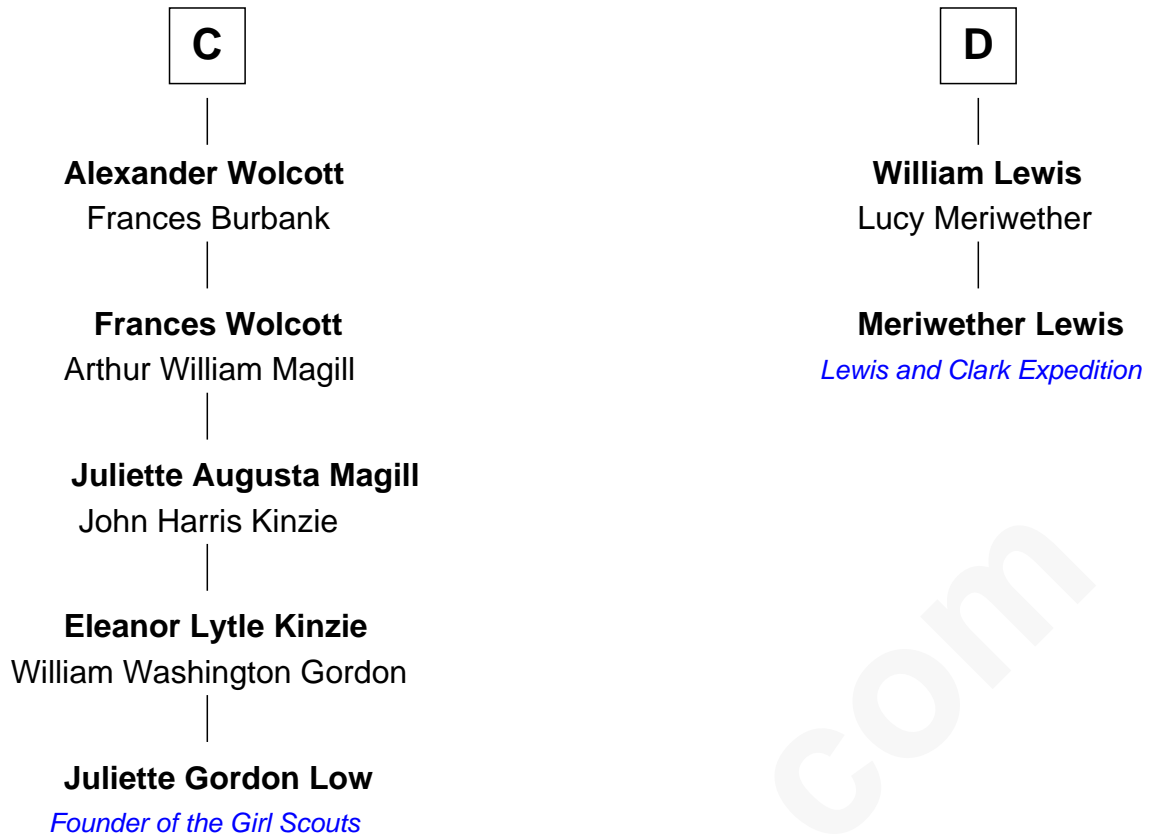 C
Alexander Wolcott
Frances Burbank
Frances Wolcott
Arthur William Magill
Juliette Augusta Magill
John Harris Kinzie
Eleanor Lytle Kinzie
William Washington Gordon
Juliette Gordon Low
Founder of the Girl Scouts
D
William Lewis
Lucy Meriwether
Meriwether Lewis
Lewis and Clark Expedition
com